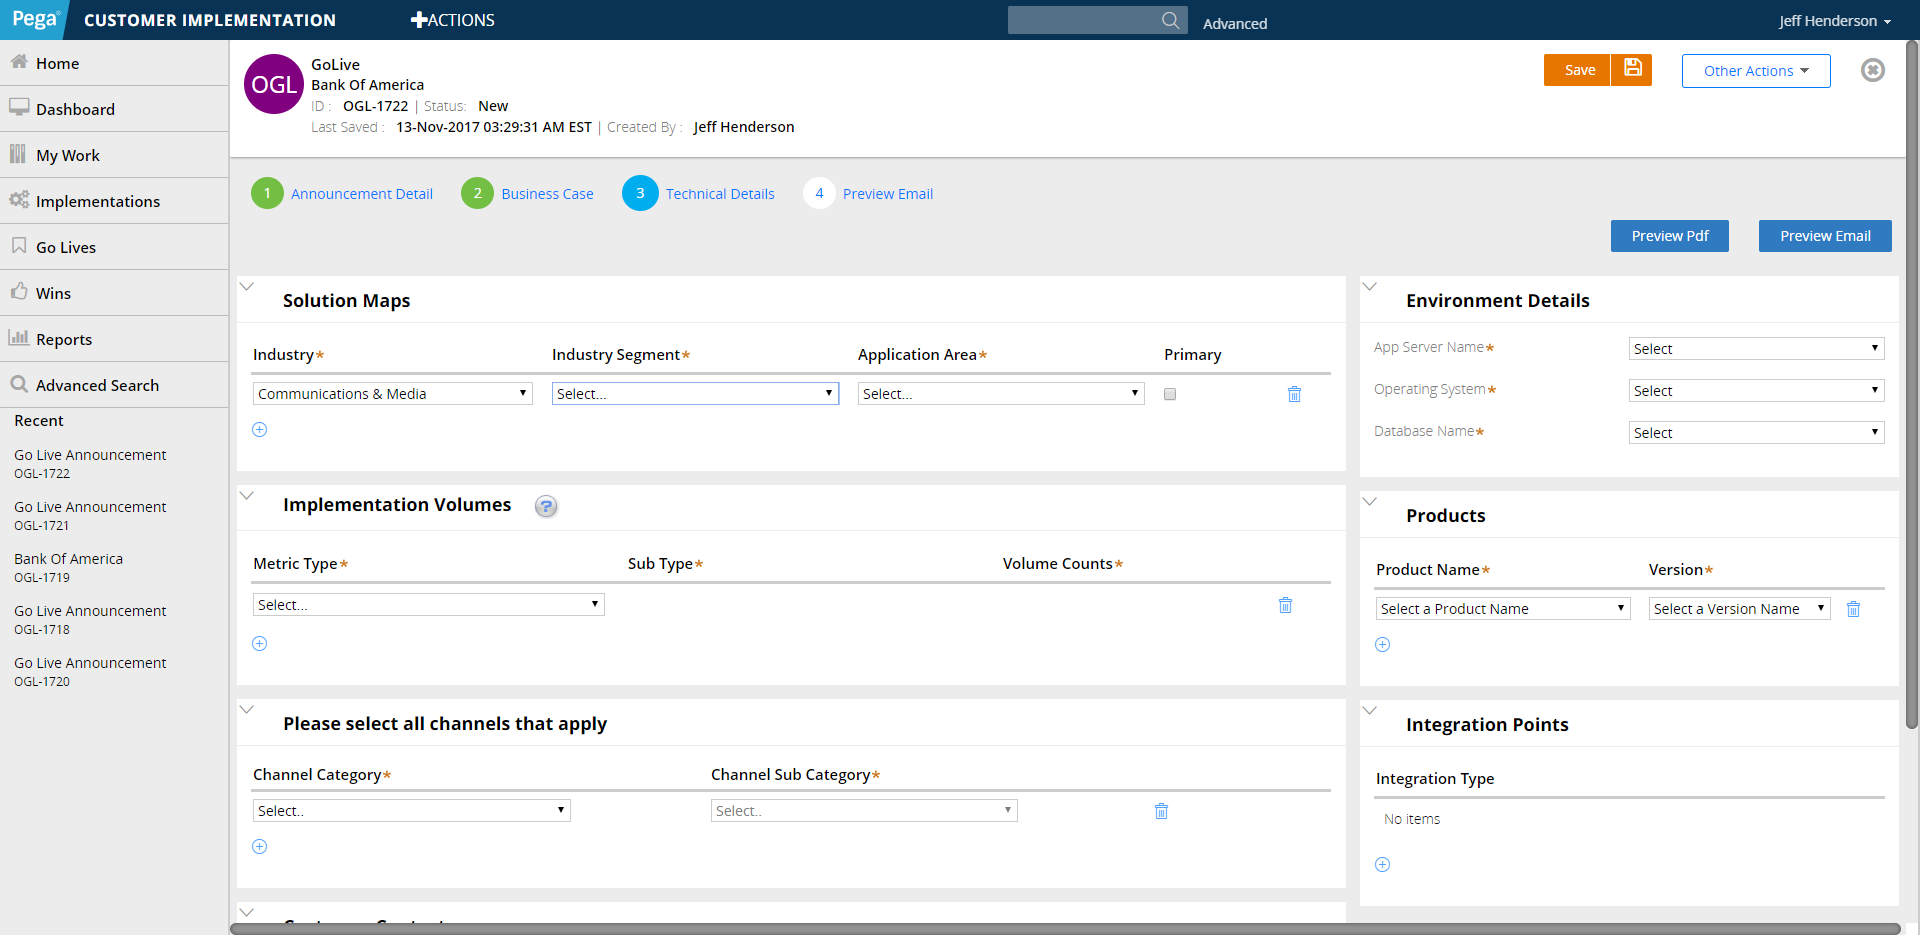 Pega CUSTOMER IMPLEMENTATION +ACTIONS Advanced Jeff Henderson
Home
Dashboard
My Work
Implementations
Go Lives
Wins
Reports
Advanced Search
Recent
Go Live Announcement
OGL-1722
Go Live Announcement
OGL-1721
Bank Of America
OGL-1719
Go Live Announcement
OGL-1718
Go Live Announcement
OGL-1720
OGL
GoLive
Bank Of America
ID : OGL-1722 | Status: New
Last Saved : 13-Nov-2017 03:29:31 AM EST | Created By : Jeff Henderson
Save Other Actions
1 Announcement Detail 2 Business Case 3 Technical Details 4 Preview Email
Preview Pdf Preview Email
Solution Maps
Industry* Industry Segment* Application Area* Primary
Communications & Media Select... Select...
Implementation Volumes ?
Metric Type* Sub Type* Volume Counts*
Select...
Please select all channels that apply
Channel Category* Channel Sub Category*
Select.. Select..
Environment Details
App Server Name* Select
Operating System* Select
Database Name* Select
Products
Product Name* Version*
Select a Product Name Select a Version Name
Integration Points
Integration Type
No items